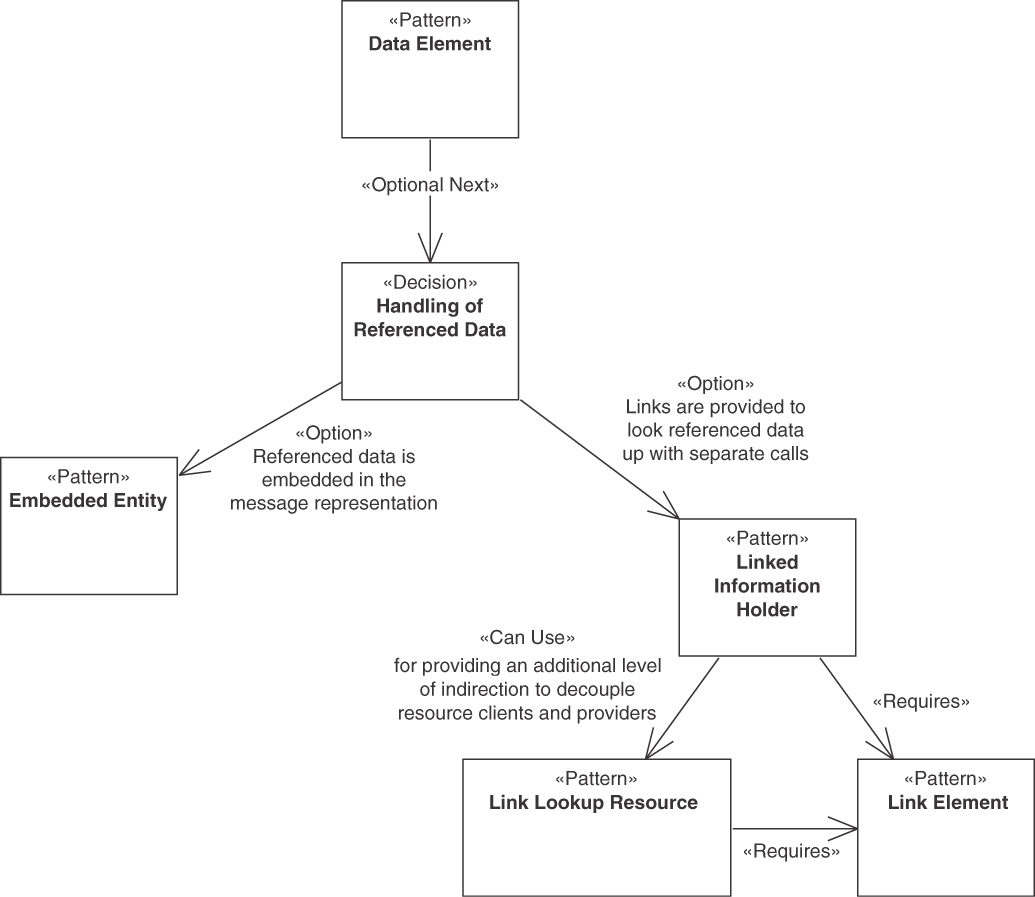 «Pattern»
Data Element
«Optional Next»
«Decision»
Handling of
Referenced Data
«Option»
Links are provided to
look referenced data
up with separate calls
«Option»
Referenced data is
embedded in the
message representation
«Pattern»
Embedded Entity
«Pattern»
Linked
Information
Holder
«Can Use»
for providing an additional level
of indirection to decouple
resource clients and providers
«Requires»
«Pattern»
Link Lookup Resource
«Pattern»
Link Element
«Requires»